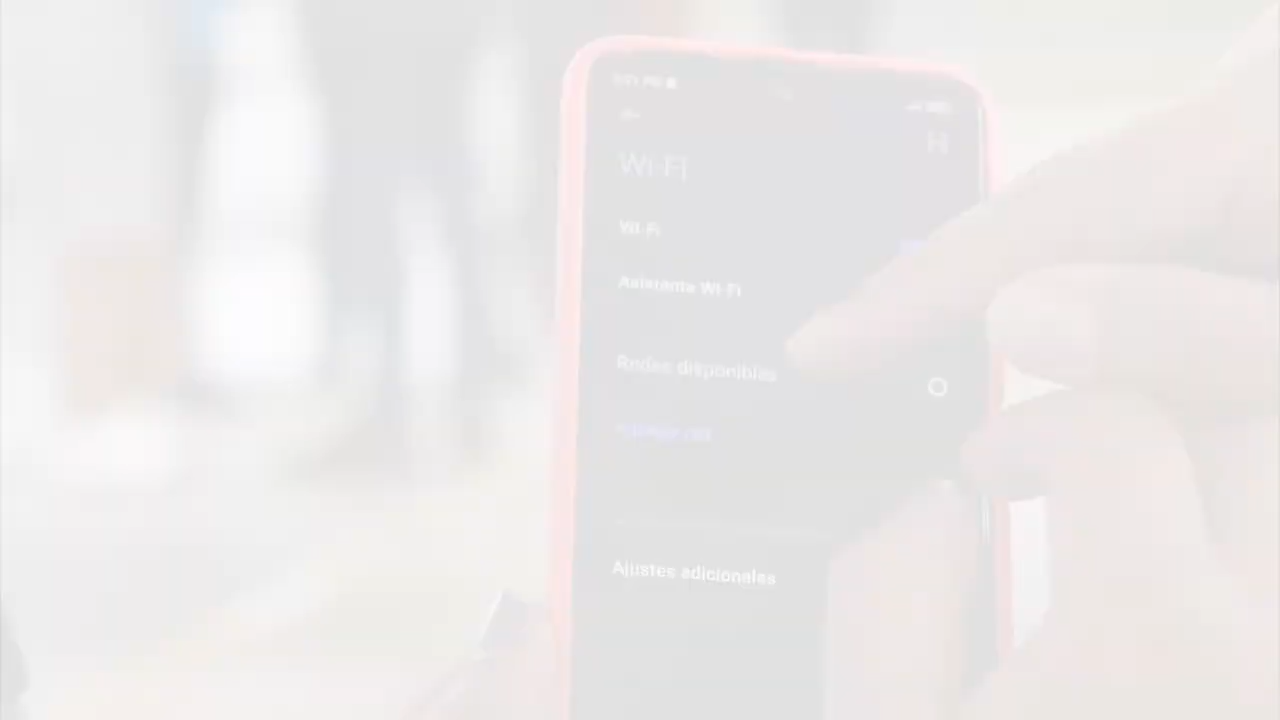 Wi-Fi
Wi-Fi
Asistente Wi-Fi
Redes disponibles
Ajustes adicionales